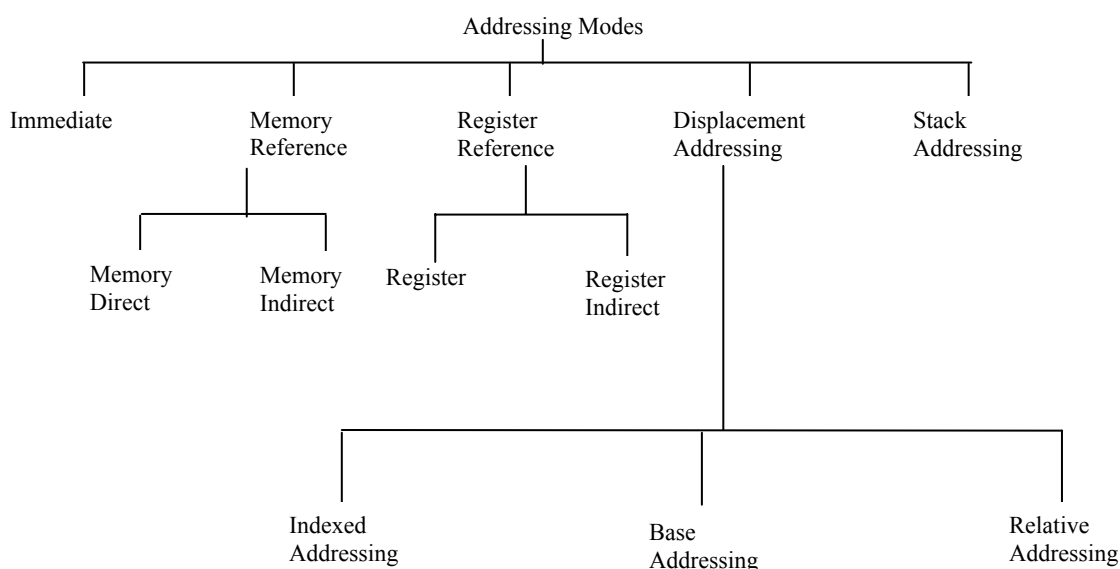 Addressing Modes
Immediate
Memory
Reference
Register
Reference
Displacement
Addressing
Stack
Addressing
Memory
Direct
Memory
Indirect
Register
Register
Indirect
Indexed
Addressing
Base
Addressing
Relative
Addressing